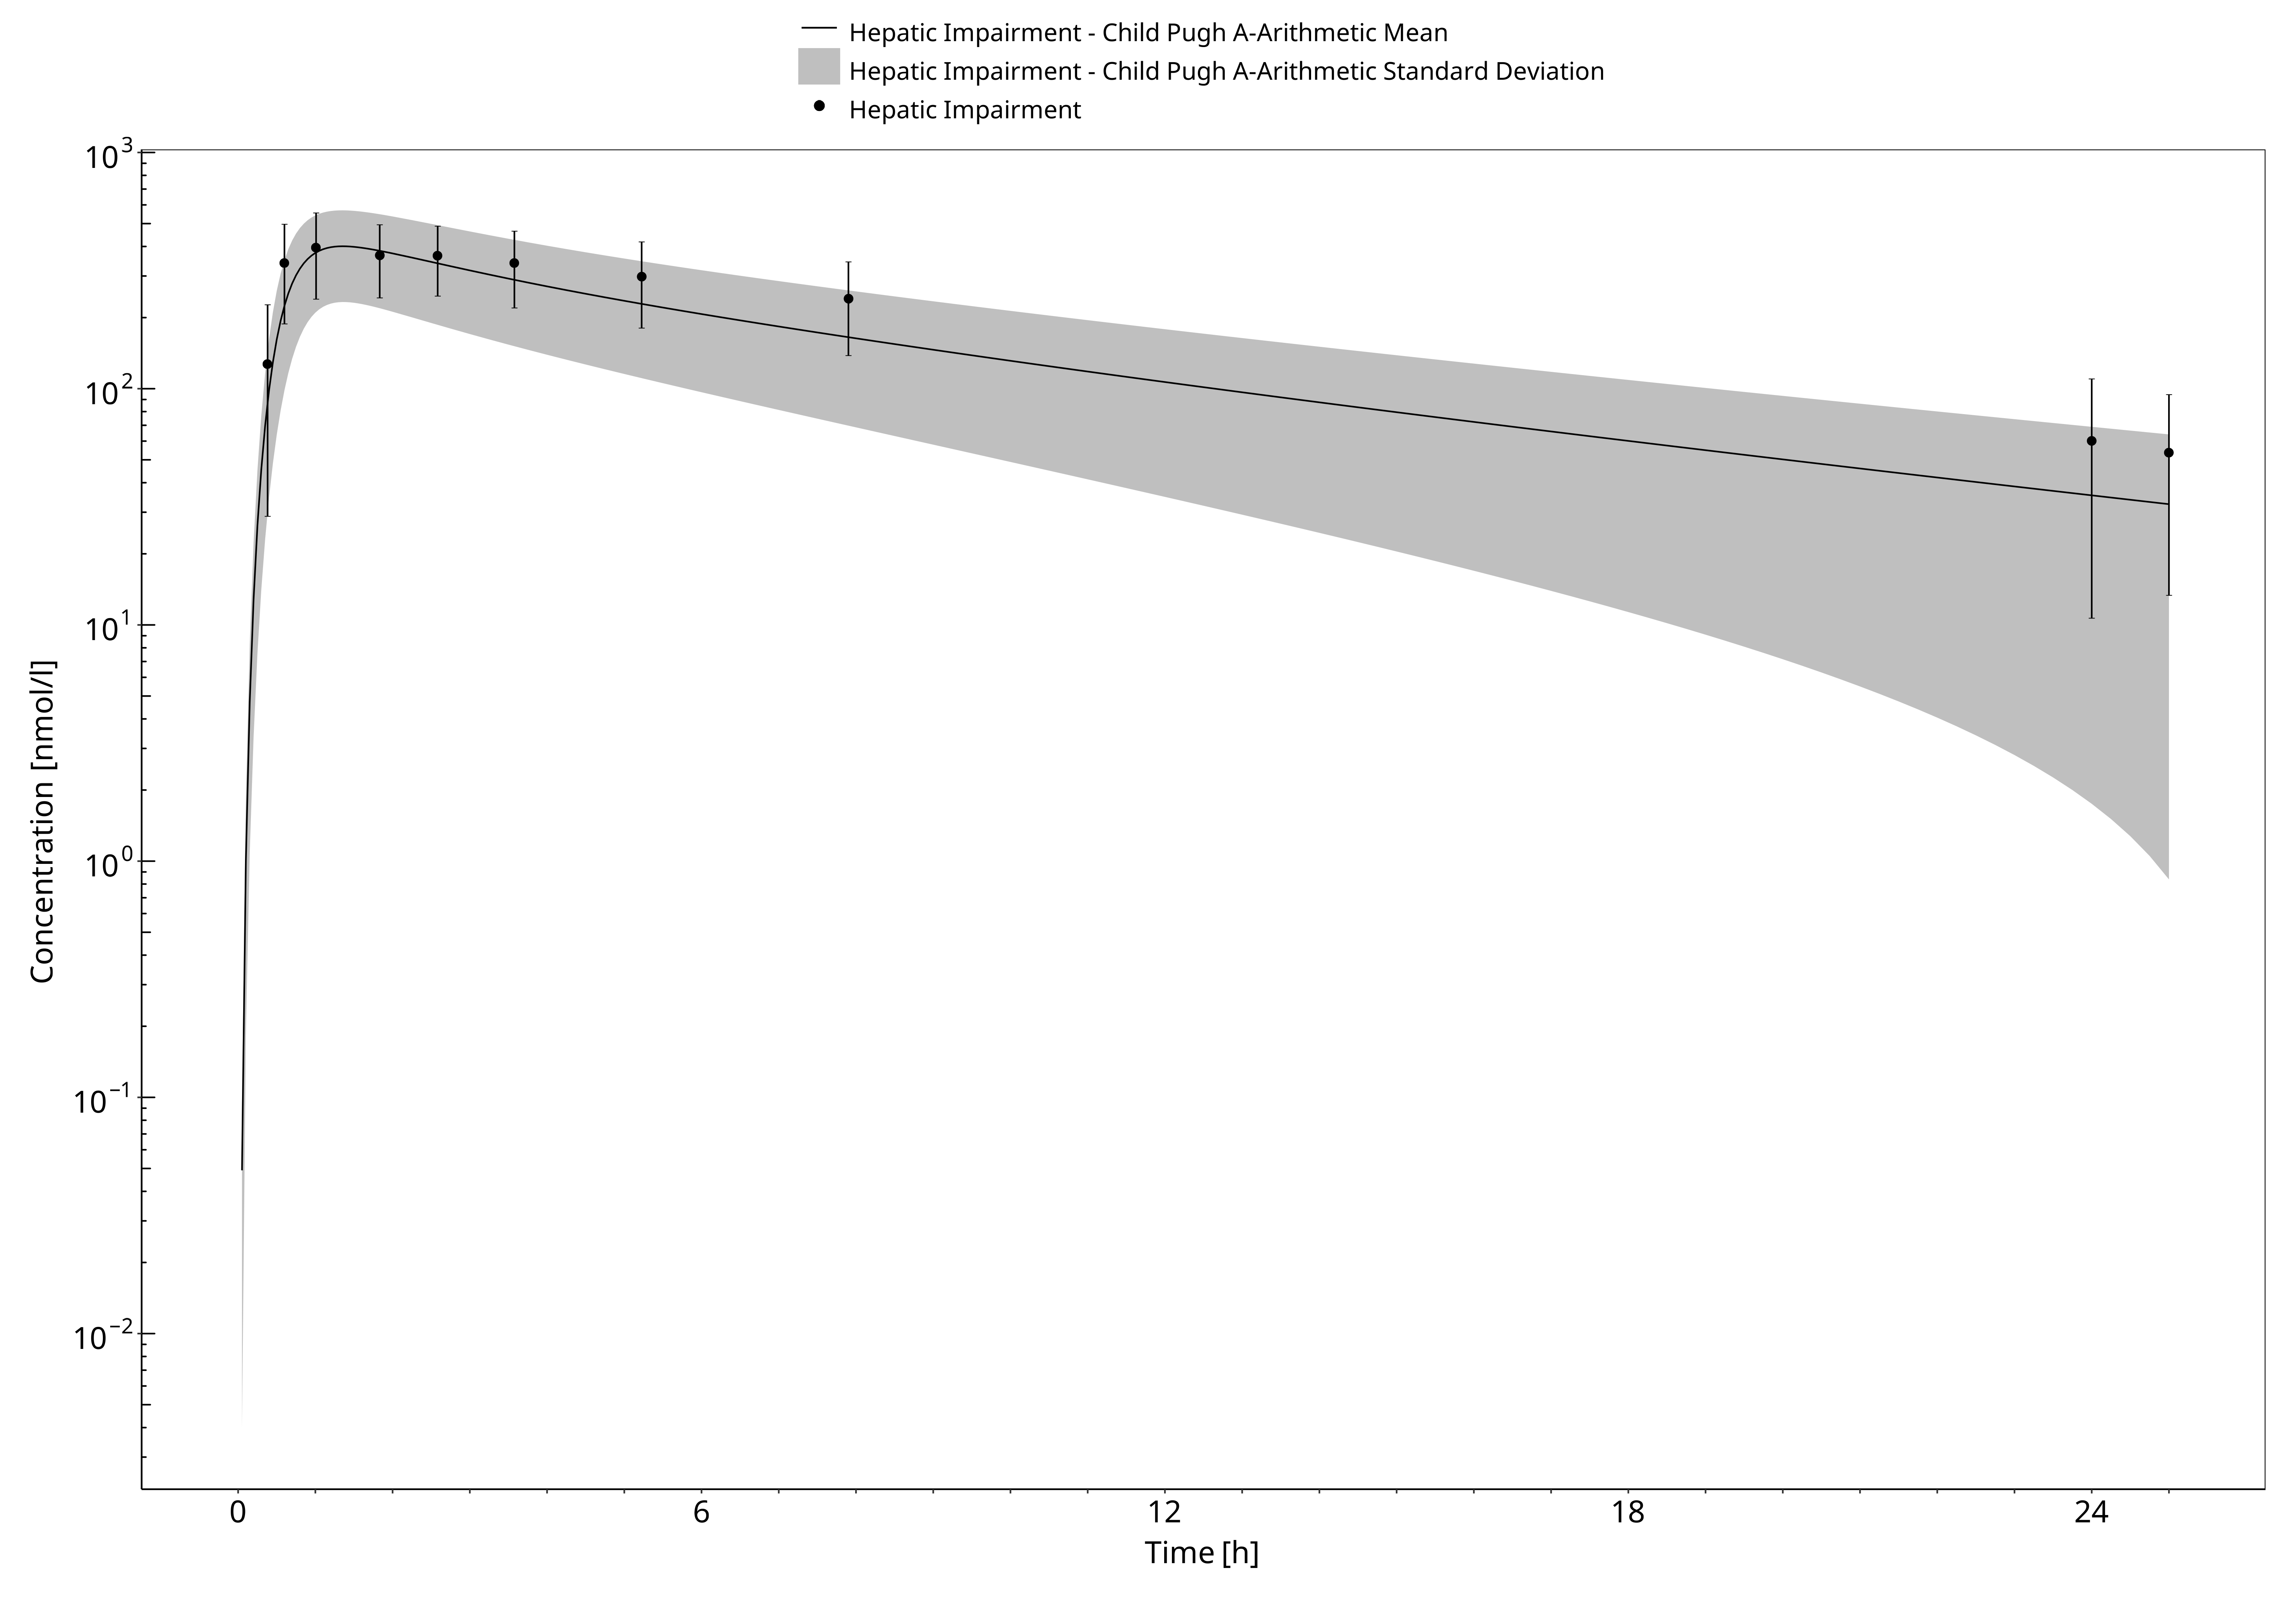 Hepatic Impairment - Child Pugh A-Arithmetic Mean
Hepatic Impairment - Child Pugh A-Arithmetic Standard Deviation
Hepatic Impairment
10³
10²
10¹
10⁰
10⁻¹
10⁻²
Concentration [nmol/l]
0 6 12 18 24
Time [h]